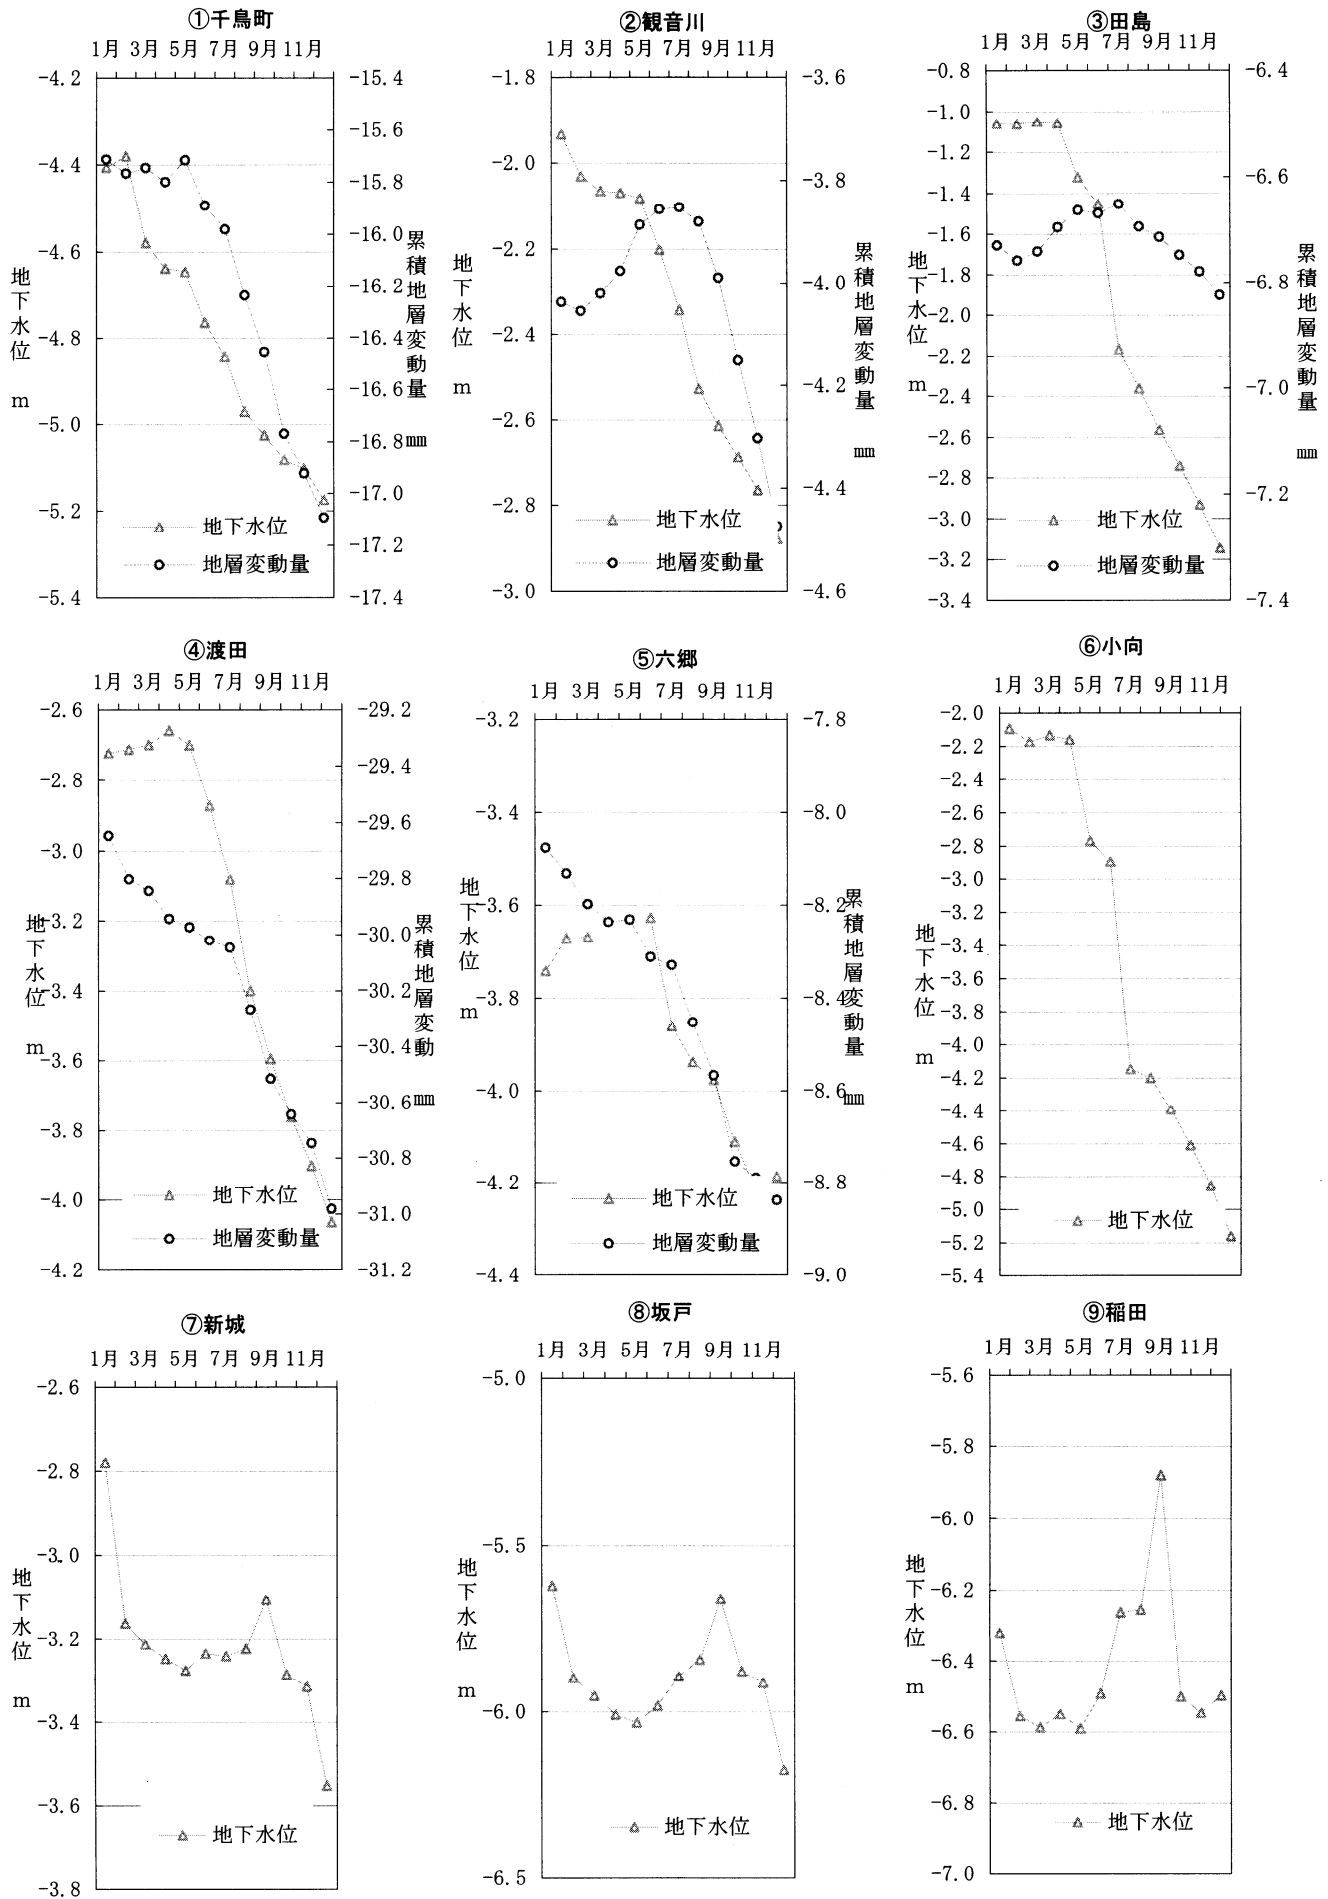 ①千鳥町
1月 3月 5月 7月 9月 11月
-4.2
-4.4
-4.6
-4.8
-5.0
-5.2
-5.4
地下水位 m
-15.4
-15.6
-15.8
-16.0
-16.2
-16.4
-16.6
-16.8
-17.0
-17.2
-17.4
累積地層変動量 mm
地下水位
地層変動量
②観音川
1月 3月 5月 7月 9月 11月
-1.8
-2.0
-2.2
-2.4
-2.6
-2.8
-3.0
地下水位 m
-3.6
-3.8
-4.0
-4.2
-4.4
-4.6
累積地層変動量 mm
地下水位
地層変動量
③田島
1月 3月 5月 7月 9月 11月
-0.8
-1.0
-1.2
-1.4
-1.6
-1.8
-2.0
-2.2
-2.4
-2.6
-2.8
-3.0
-3.2
-3.4
地下水位 m
-6.4
-6.6
-6.8
-7.0
-7.2
-7.4
累積地層変動量 mm
地下水位
地層変動量
④渡田
1月 3月 5月 7月 9月 11月
-2.6
-2.8
-3.0
-3.2
-3.4
-3.6
-3.8
-4.0
-4.2
地下水位 m
-29.2
-29.4
-29.6
-29.8
-30.0
-30.2
-30.4
-30.6
-30.8
-31.0
-31.2
累積地層変動 mm
地下水位
地層変動量
⑤六郷
1月 3月 5月 7月 9月 11月
-3.2
-3.4
-3.6
-3.8
-4.0
-4.2
-4.4
地下水位 m
-7.8
-8.0
-8.2
-8.4
-8.6
-8.8
-9.0
累積地層変動量 mm
地下水位
地層変動量
⑥小向
1月 3月 5月 7月 9月 11月
-2.0
-2.2
-2.4
-2.6
-2.8
-3.0
-3.2
-3.4
-3.6
-3.8
-4.0
-4.2
-4.4
-4.6
-4.8
-5.0
-5.2
-5.4
地下水位 m
地下水位
⑦新城
1月 3月 5月 7月 9月 11月
-2.6
-2.8
-3.0
-3.2
-3.4
-3.6
-3.8
地下水位 m
地下水位
⑧坂戸
1月 3月 5月 7月 9月 11月
-5.0
-5.5
-6.0
-6.5
地下水位 m
地下水位
⑨稲田
1月 3月 5月 7月 9月 11月
-5.6
-5.8
-6.0
-6.2
-6.4
-6.6
-6.8
-7.0
地下水位 m
地下水位